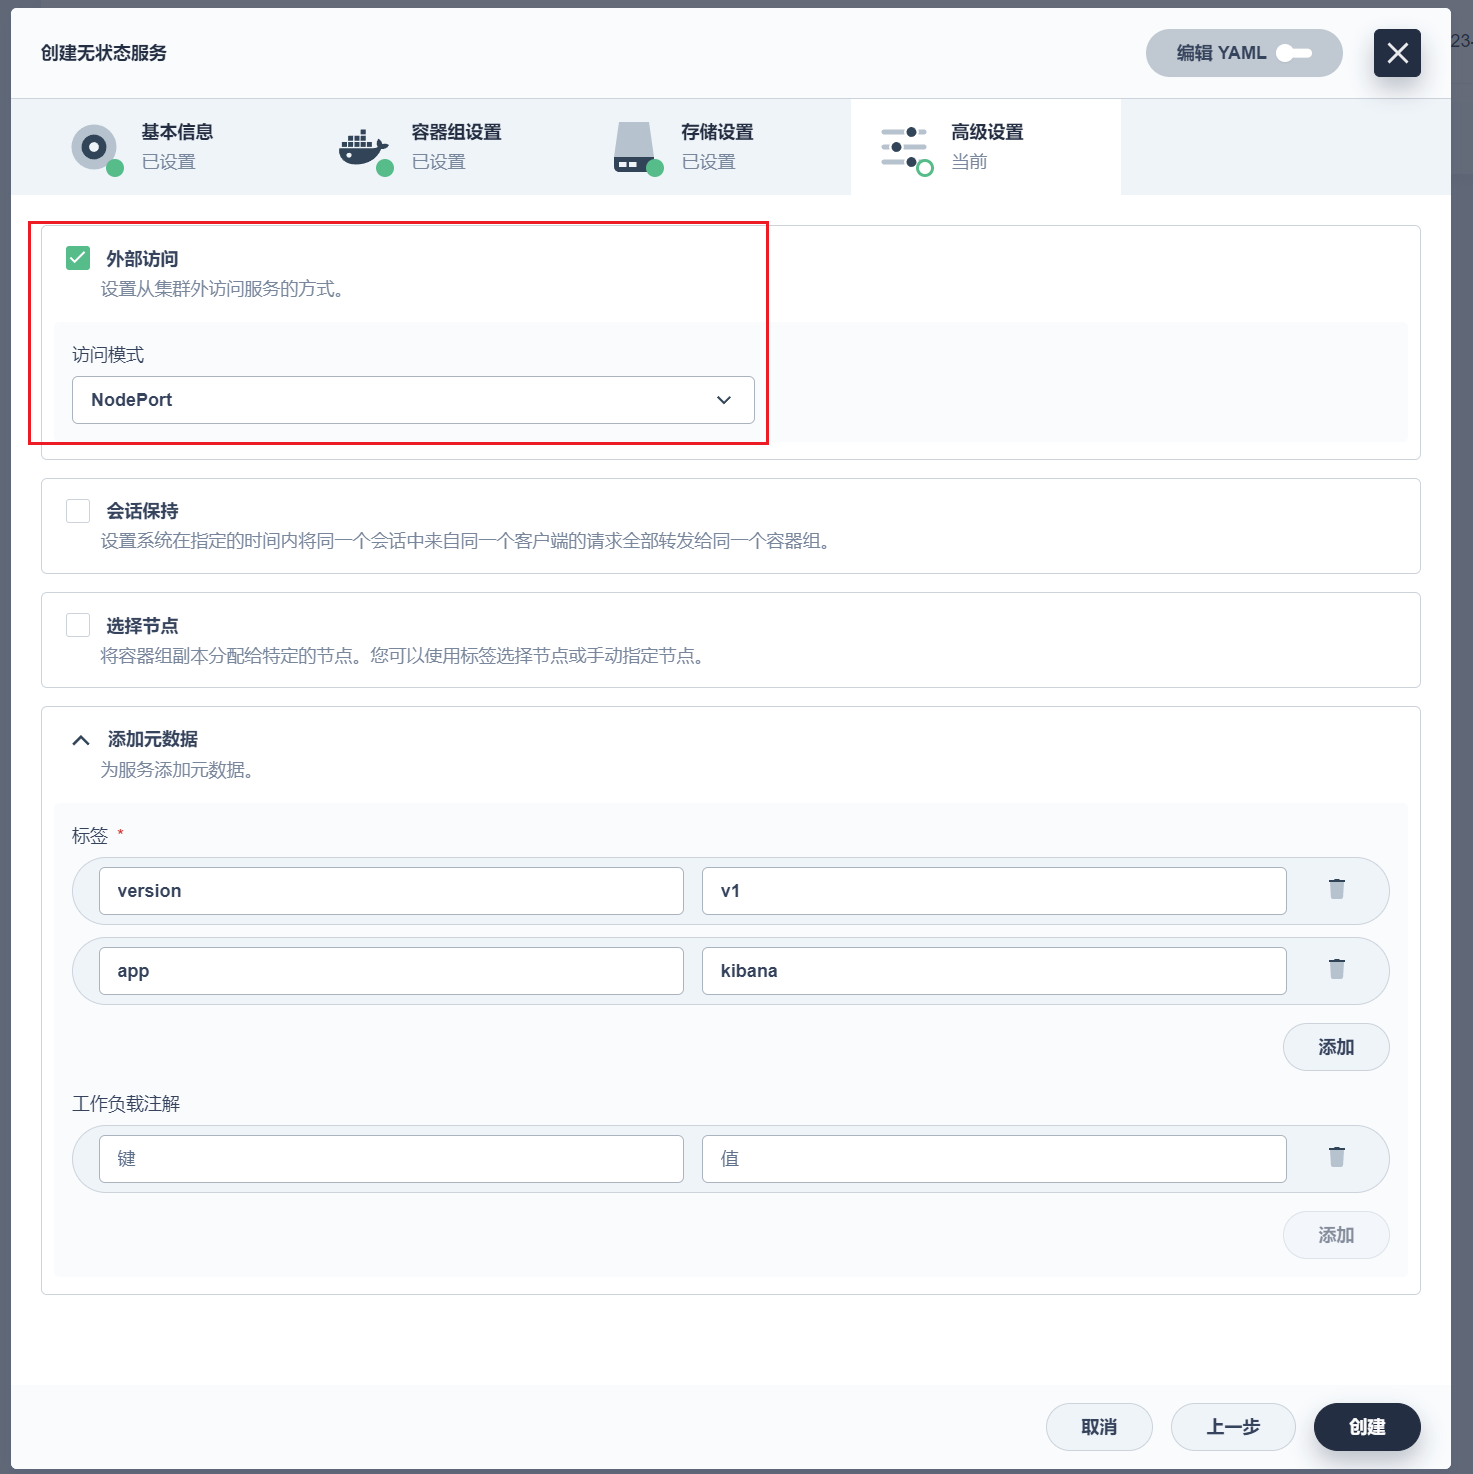 创建无状态服务
编辑 YAML
基本信息
已设置
容器组设置
已设置
存储设置
已设置
高级设置
当前
外部访问
设置从集群外访问服务的方式。
访问模式
NodePort
会话保持
设置系统在指定的时间内将同一个会话中来自同一个客户端的请求全部转发给同一个容器组。
选择节点
将容器组副本分配给特定的节点。您可以使用标签选择节点或手动指定节点。
添加元数据
为服务添加元数据。
标签 *
version
v1
app
kibana
添加
工作负载注解
键
值
添加
取消
上一步
创建